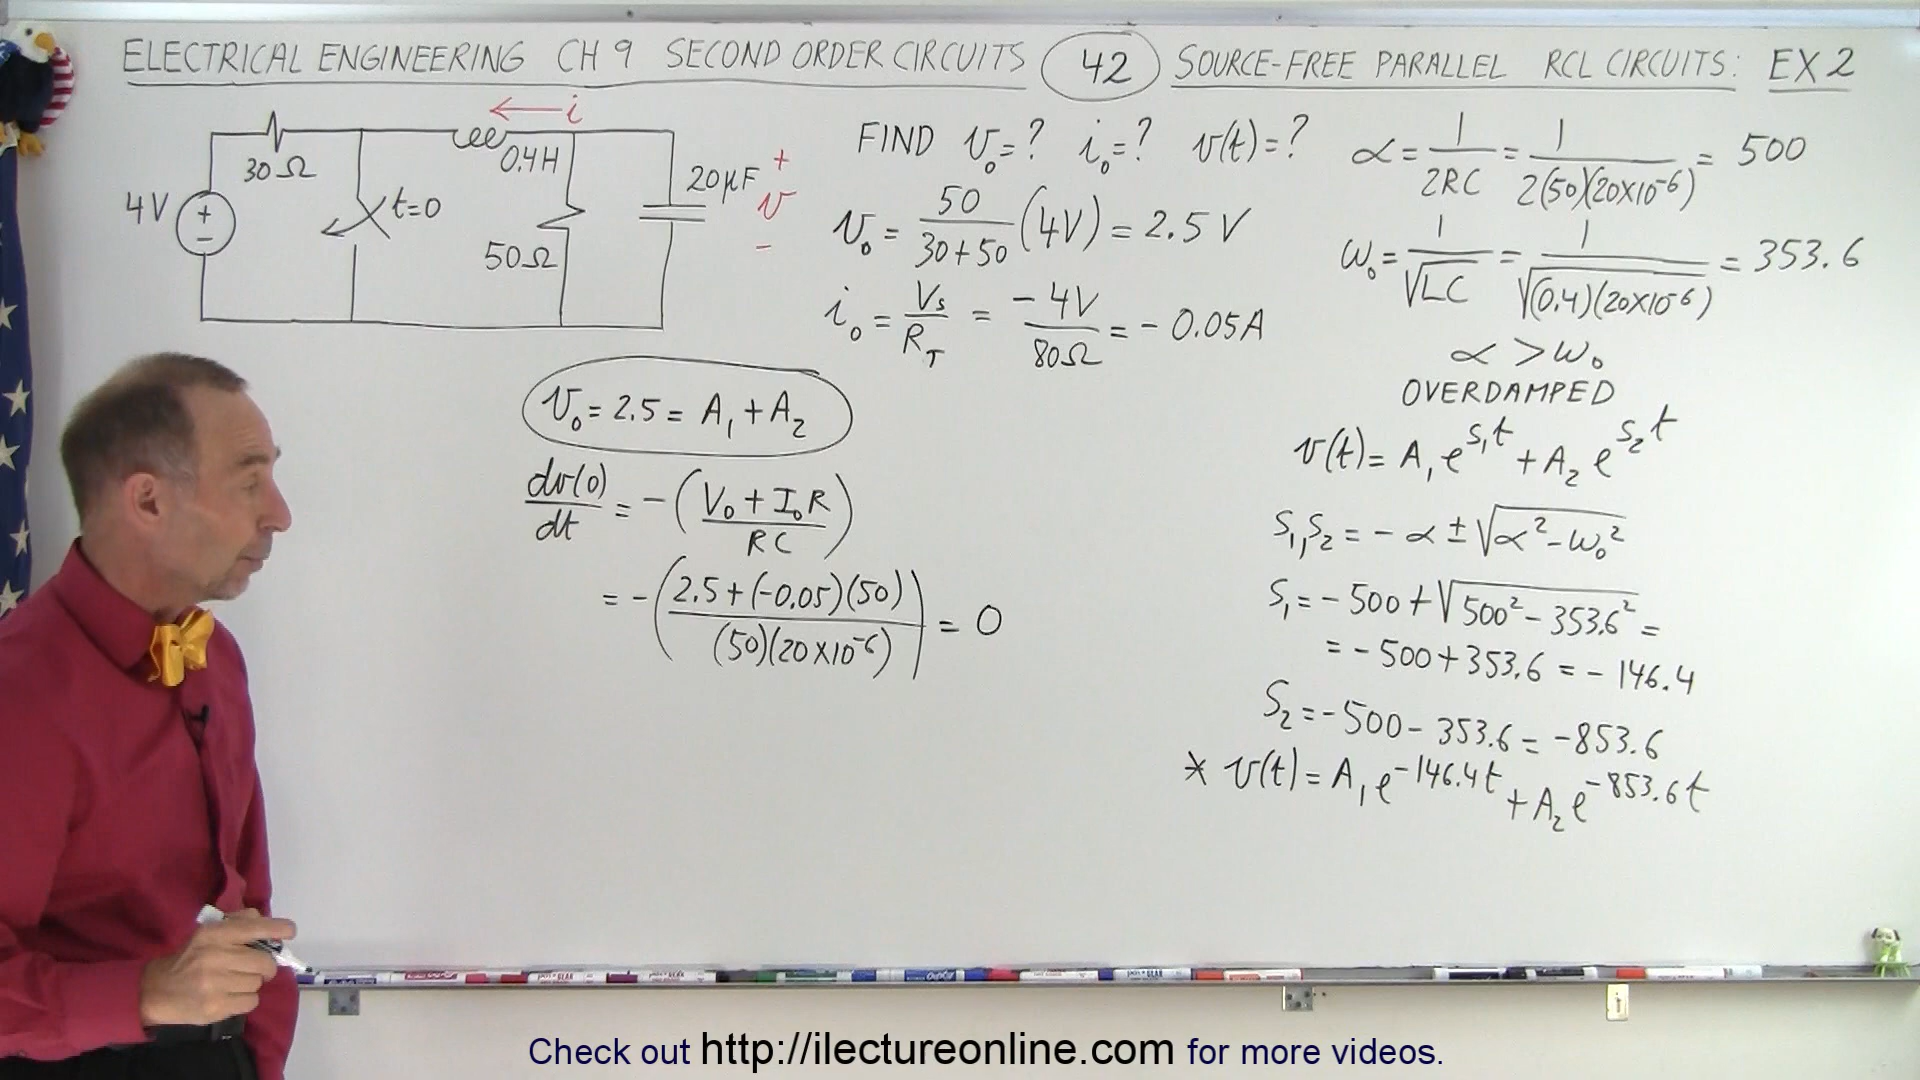 ELECTRICAL ENGINEERING CH 9 SECOND ORDER CIRCUITS 42 SOURCE-FREE PARALLEL RCL CIRCUITS: EX 2
i
30Ω
0.4H
4V
+
−
t=0
50Ω
20μF
+
v
−
FIND v₀=? i₀=? v(t)=?
v₀ = 50/(30+50) (4V) = 2.5 V
i₀ = Vs/R_T = −4V/80Ω = −0.05A
v₀ = 2.5 = A₁ + A₂
dv(0)/dt = −((V₀ + I₀R)/RC)
= −((2.5+(−0.05)(50))/((50)(20×10⁻⁶))) = 0
α = 1/2RC = 1/(2(50)(20×10⁻⁶)) = 500
ω₀ = 1/√LC = 1/√((0.4)(20×10⁻⁶)) = 353.6
α > ω₀
OVERDAMPED
v(t) = A₁e^(s₁t) + A₂e^(s₂t)
S₁,S₂ = −α ± √(α²−ω₀²)
S₁ = −500 + √(500² − 353.6²) =
= −500+353.6 = −146.4
S₂ = −500 − 353.6 = −853.6
* v(t) = A₁e^(−146.4t) + A₂e^(−853.6t)
Check out http://ilectureonline.com for more videos.